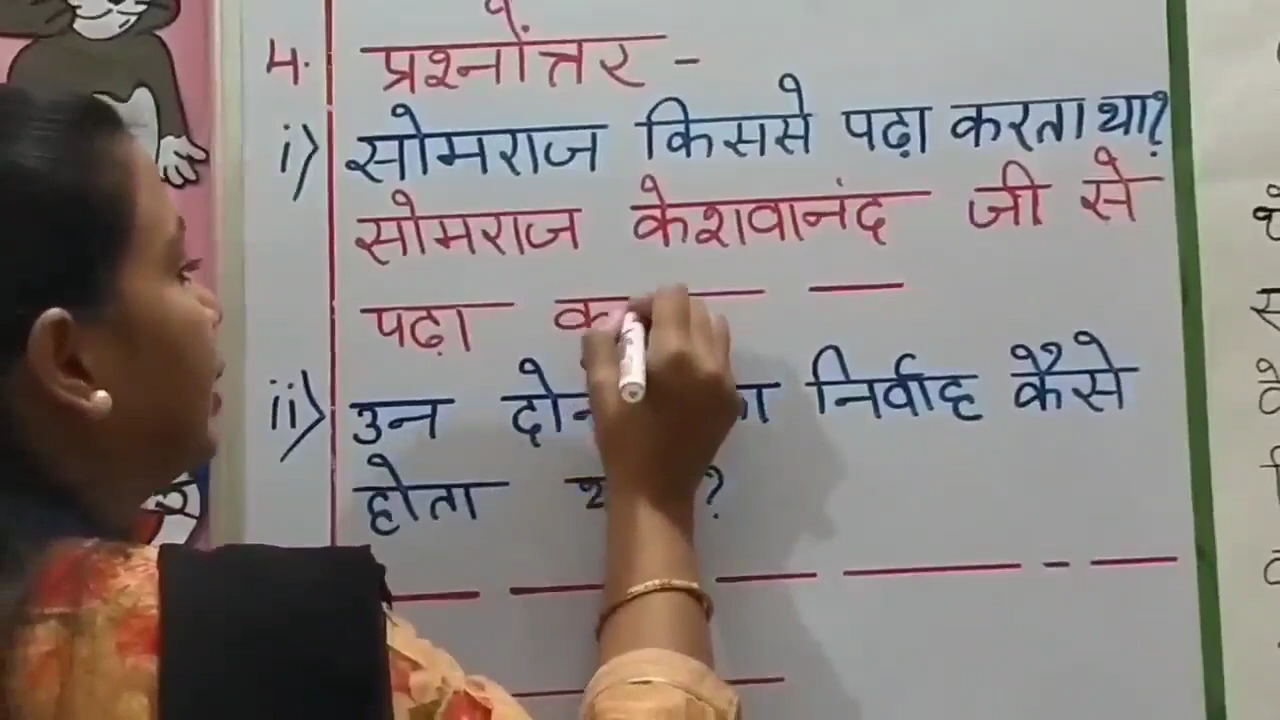 4. प्रश्नोंत्तर -
i) सोमराज किससे पढ़ा करता था?
सोमराज केशवानंद जी से
पढ़ा
ii) उन निर्वाह कैसे
होता ?